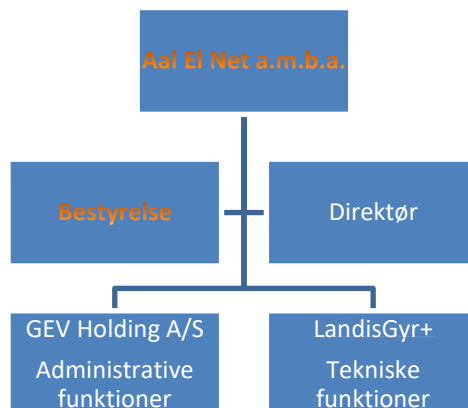 Aal El Net a.m.b.a.
Bestyrelse
Direktør
GEV Holding A/S
Administrative
funktioner
LandisGyr+
Tekniske
funktioner